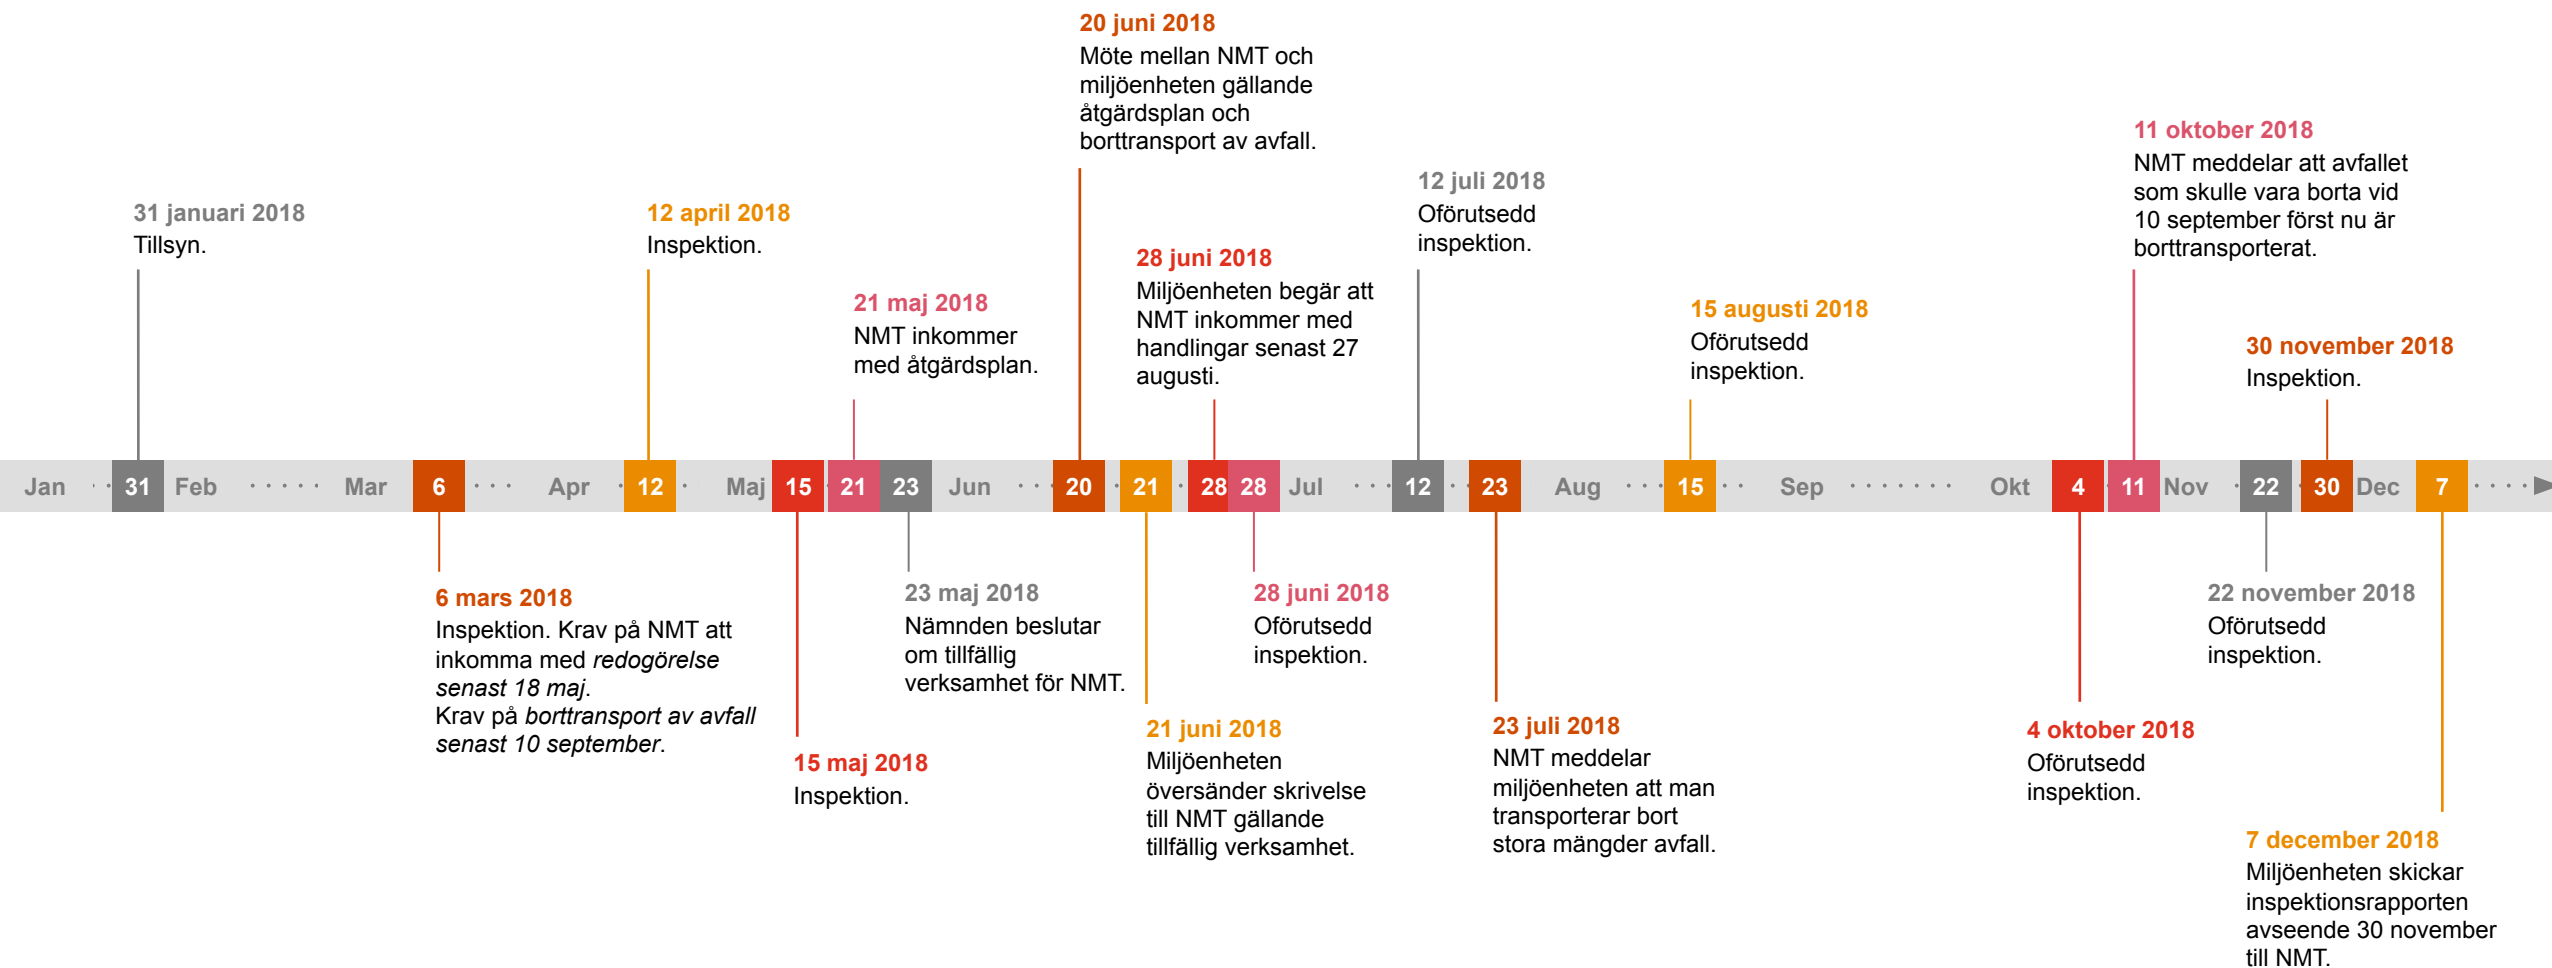 20 juni 2018
Möte mellan NMT och
miljöenheten gällande
åtgärdsplan och
borttransport av avfall.
11 oktober 2018
NMT meddelar att avfallet
som skulle vara borta vid
10 september först nu är
borttransporterat.
12 juli 2018
Oförutsedd
inspektion.
31 januari 2018
Tillsyn.
12 april 2018
Inspektion.
28 juni 2018
Miljöenheten begär att
NMT inkommer med
handlingar senast 27
augusti.
21 maj 2018
NMT inkommer
med åtgärdsplan.
15 augusti 2018
Oförutsedd
inspektion.
30 november 2018
Inspektion.
Jan 31 Feb Mar 6 Apr 12 Maj 15 21 23 Jun 20 21 28 28 Jul 12 23 Aug 15 Sep Okt 4 11 Nov 22 30 Dec 7
6 mars 2018
Inspektion. Krav på NMT att
inkomma med redogörelse
senast 18 maj.
Krav på borttransport av avfall
senast 10 september.
15 maj 2018
Inspektion.
23 maj 2018
Nämnden beslutar
om tillfällig
verksamhet för NMT.
21 juni 2018
Miljöenheten
översänder skrivelse
till NMT gällande
tillfällig verksamhet.
28 juni 2018
Oförutsedd
inspektion.
23 juli 2018
NMT meddelar
miljöenheten att man
transporterar bort
stora mängder avfall.
4 oktober 2018
Oförutsedd
inspektion.
22 november 2018
Oförutsedd
inspektion.
7 december 2018
Miljöenheten skickar
inspektionsrapporten
avseende 30 november
till NMT.